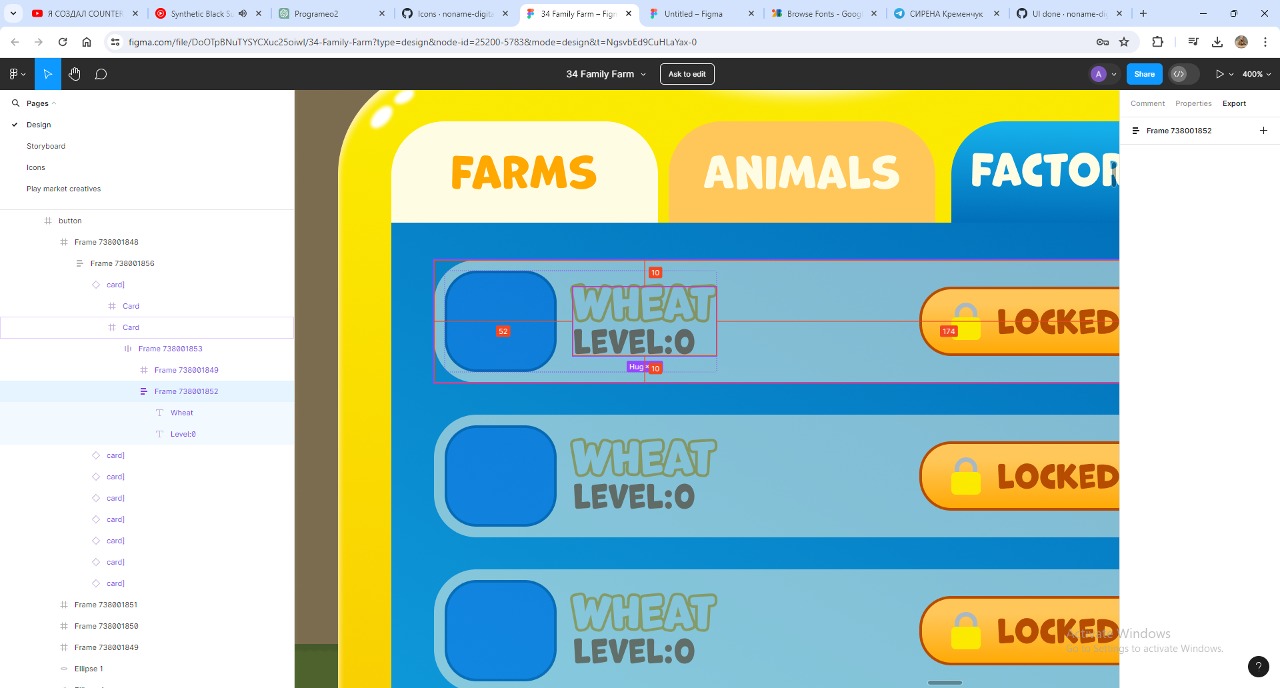 Я СОЗДАЛ COUNTE
Synthetic Black Su
Programeo2
Icons · noname-digita
34 Family Farm – Figm
Untitled – Figma
Browse Fonts - Goog
СИРЕНА Кременчук
UI done · noname-di
figma.com/file/DoOTpBNuTYSYCXuc25oiwl/34-Family-Farm?type=design&node-id=25200-5783&mode=design&t=NgsvbEd9CuHLaYax-0
34 Family Farm
Ask to edit
A
Share
400%
Pages
Design
Storyboard
Icons
Play market creatives
button
Frame 738001848
Frame 738001856
card]
Card
Card
Frame 738001853
Frame 738001849
Frame 738001852
Wheat
Level:0
card]
card]
card]
card]
card]
card]
card]
Frame 738001851
Frame 738001850
Frame 738001849
Ellipse 1
FARMS
ANIMALS
FACTOR
10
WHEAT
52
LEVEL:0
174
LOCKED
Hug ×
10
WHEAT
LEVEL:0
LOCKED
WHEAT
LEVEL:0
LOCKED
Comment
Properties
Export
Frame 738001852
Activate Windows
Go to Settings to activate Windows.
?